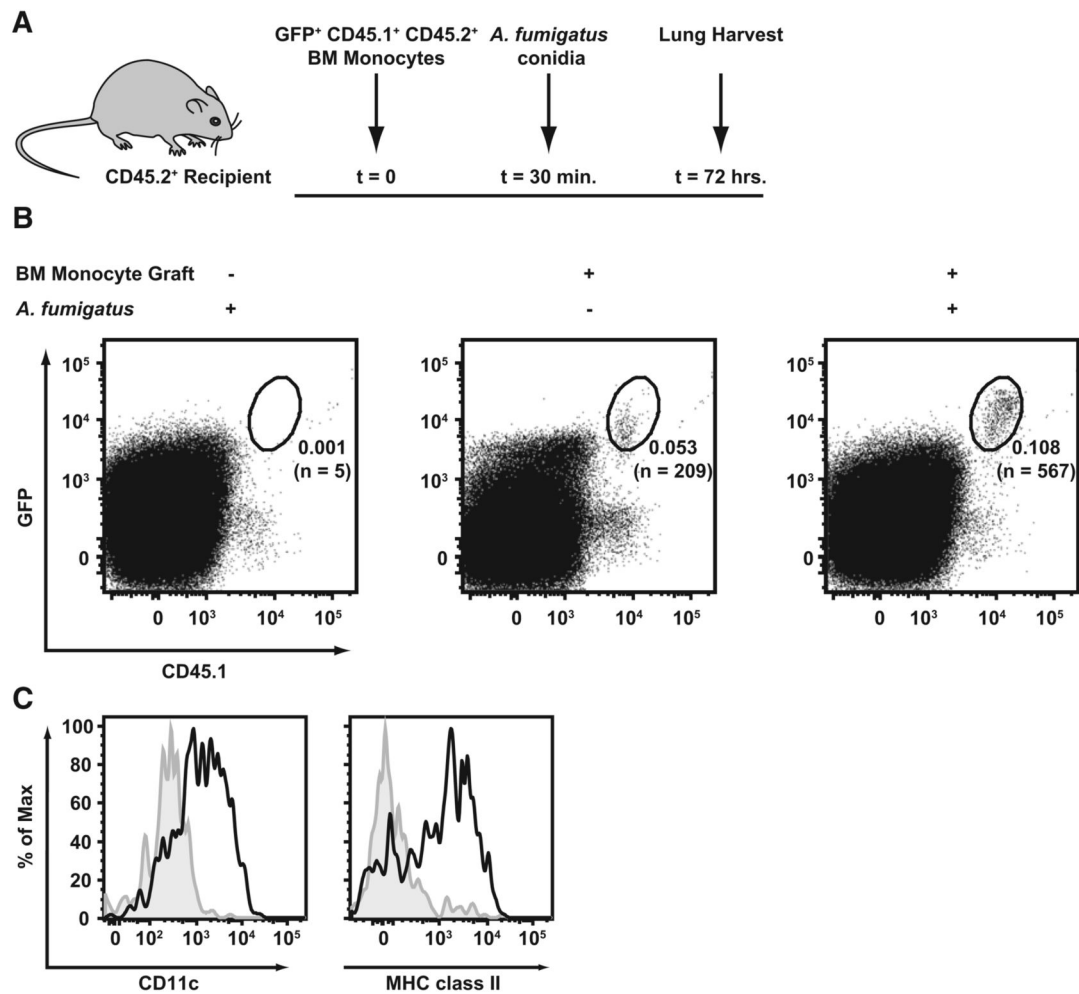 A
GFP⁺ CD45.1⁺ CD45.2⁺
BM Monocytes
A. fumigatus
conidia
Lung Harvest
CD45.2⁺ Recipient
t = 0
t = 30 min.
t = 72 hrs.
B
BM Monocyte Graft - + +
A. fumigatus + - +
GFP
10⁵
10⁴
10³
0
0.001
(n = 5)
0 10³ 10⁴ 10⁵
10⁵
10⁴
10³
0
0.053
(n = 209)
0 10³ 10⁴ 10⁵
10⁵
10⁴
10³
0
0.108
(n = 567)
0 10³ 10⁴ 10⁵
CD45.1
C
% of Max
100
80
60
40
20
0
0 10² 10³ 10⁴ 10⁵
CD11c
0 10³ 10⁴ 10⁵
MHC class II